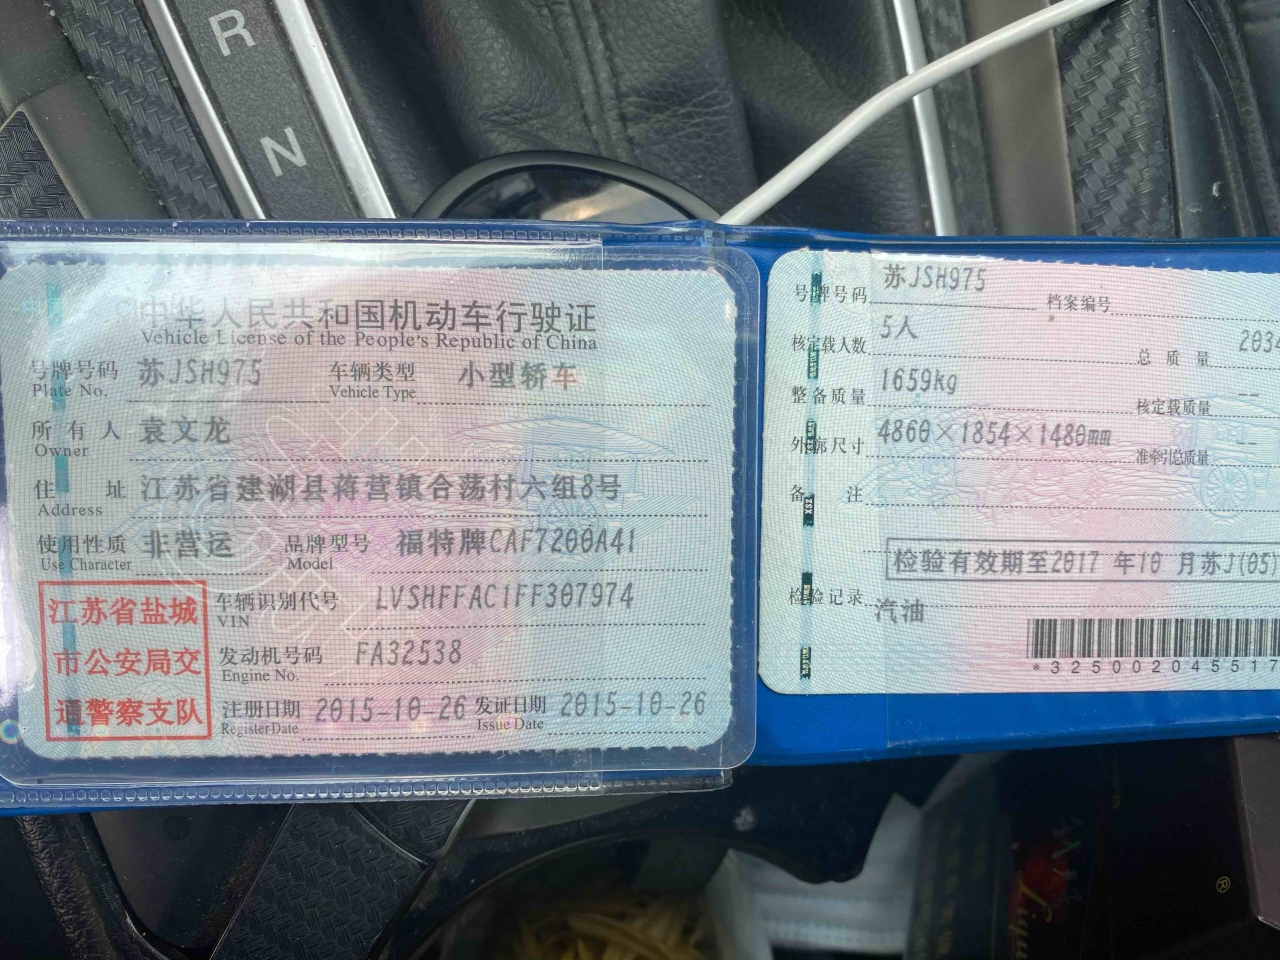 R
N
中华人民共和国机动车行驶证
Vehicle License of the People's Republic of China
号牌号码 苏JSH975 车辆类型 小型轿车
Plate No. Vehicle Type
所有人 袁文龙
Owner
住址 江苏省建湖县蒋营镇合荡村六组8号
Address
使用性质 非营运 品牌型号 福特牌CAF7200A41
Use Character Model
江苏省盐城
市公安局交
通警察支队
车辆识别代号 LVSHFFAC1FF307974
VIN
发动机号码 FA32538
Engine No.
注册日期 2015-10-26 发证日期 2015-10-26
Register Date Issue Date
号牌号码 苏JSH975 档案编号
核定载人数 5人 总质量 2034
整备质量 1659kg 核定载质量 --
外廓尺寸 4860×1854×1480mm 准牵引总质量 --
备注
检验有效期至2017 年10 月苏J(05)
检验记录
汽油
*325002045517
®